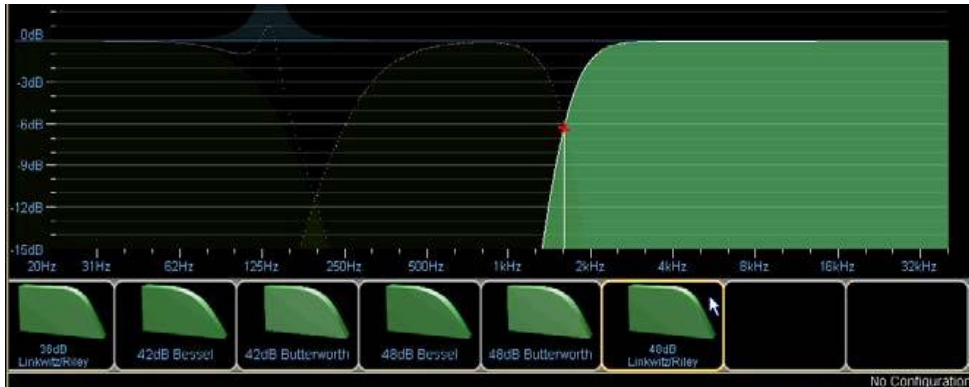 0dB
-3dB
-6dB
-9dB
-12dB
-15dB
20Hz 31Hz 62Hz 125Hz 250Hz 500Hz 1kHz 2kHz 4kHz 8kHz 16kHz 32kHz
36dB
Linkwitz/Riley
42dB Bessel
42dB Butterworth
48dB Bessel
48dB Butterworth
48dB
Linkwitz/Riley
No Configuration